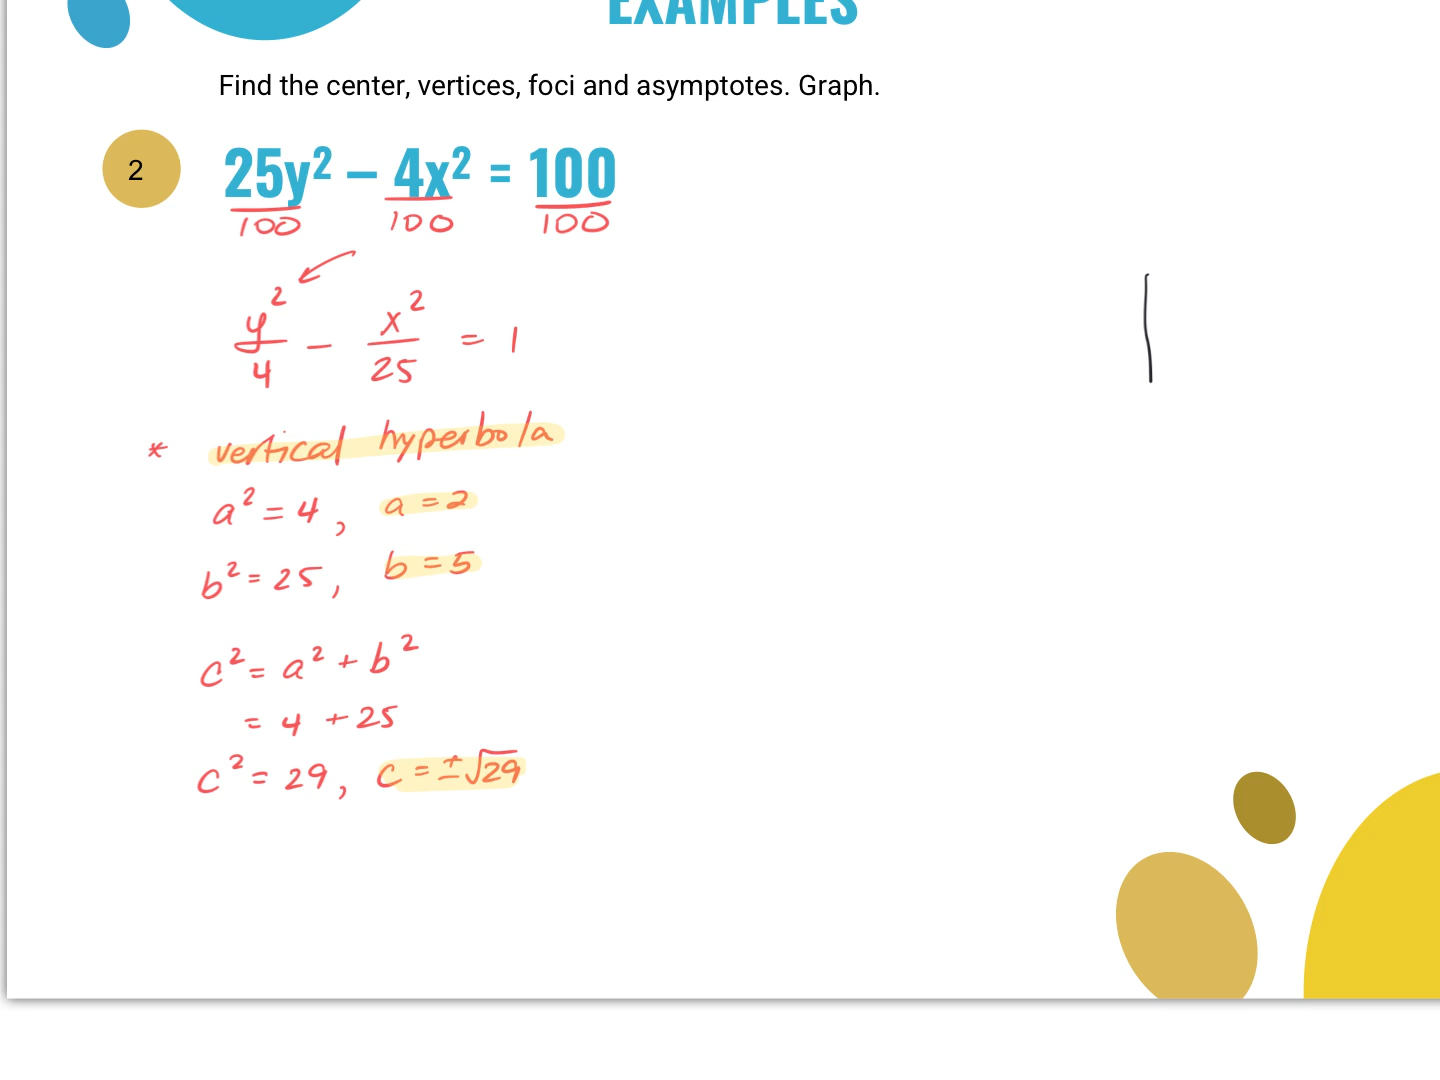 EXAMPLES
Find the center, vertices, foci and asymptotes. Graph.
2
25y² – 4x² = 100
100 100 100
y²/4 – x²/25 = 1
* vertical hyperbola
a² = 4, a = 2
b² = 25, b = 5
c² = a² + b²
= 4 + 25
c² = 29, c = ±√29